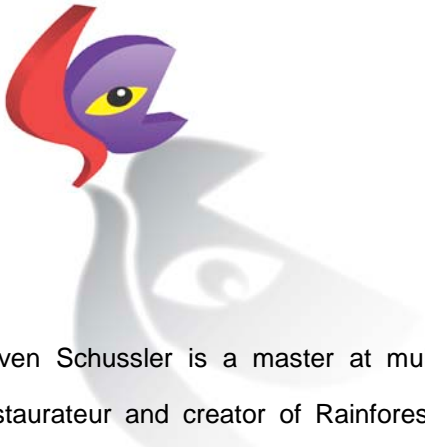 ven Schussler is a master at mu
staurateur and creator of Rainfores